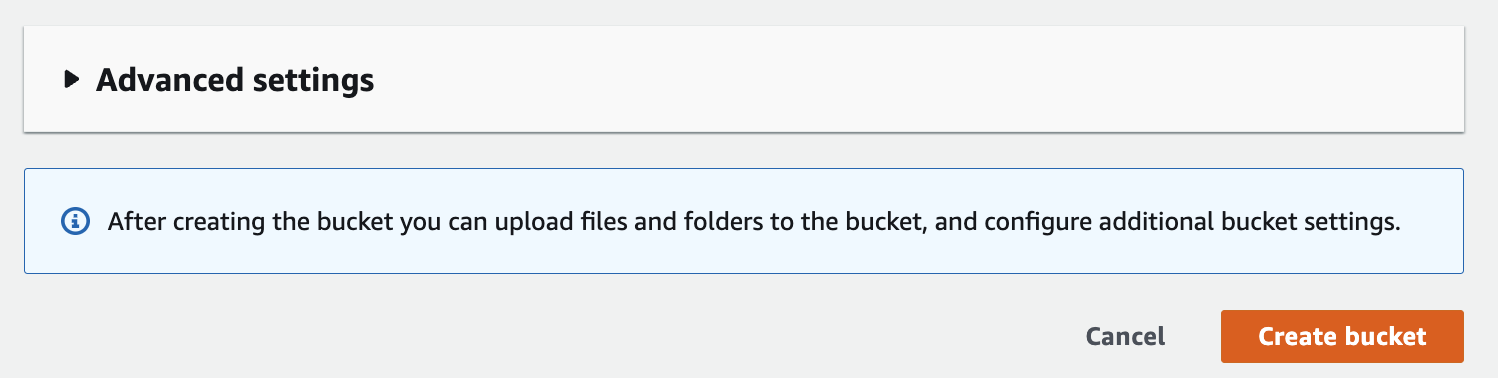 Advanced settings
After creating the bucket you can upload files and folders to the bucket, and configure additional bucket settings.
Cancel
Create bucket